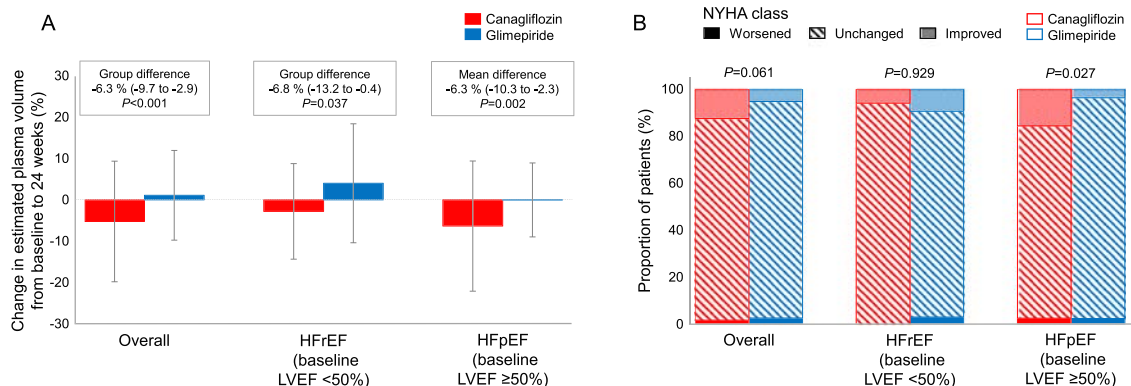 A
Canagliflozin
Glimepiride
Group difference
-6.3 % (-9.7 to -2.9)
P<0.001
Group difference
-6.8 % (-13.2 to -0.4)
P=0.037
Mean difference
-6.3 % (-10.3 to -2.3)
P=0.002
Change in estimated plasma volume
from baseline to 24 weeks (%)
30
20
10
0
-10
-20
-30
Overall
HFrEF
(baseline
LVEF <50%)
HFpEF
(baseline
LVEF ≥50%)
B
NYHA class
Worsened
Unchanged
Improved
Canagliflozin
Glimepiride
P=0.061
P=0.929
P=0.027
Proportion of patients (%)
100
80
60
40
20
0
Overall
HFrEF
(baseline
LVEF <50%)
HFpEF
(baseline
LVEF ≥50%)